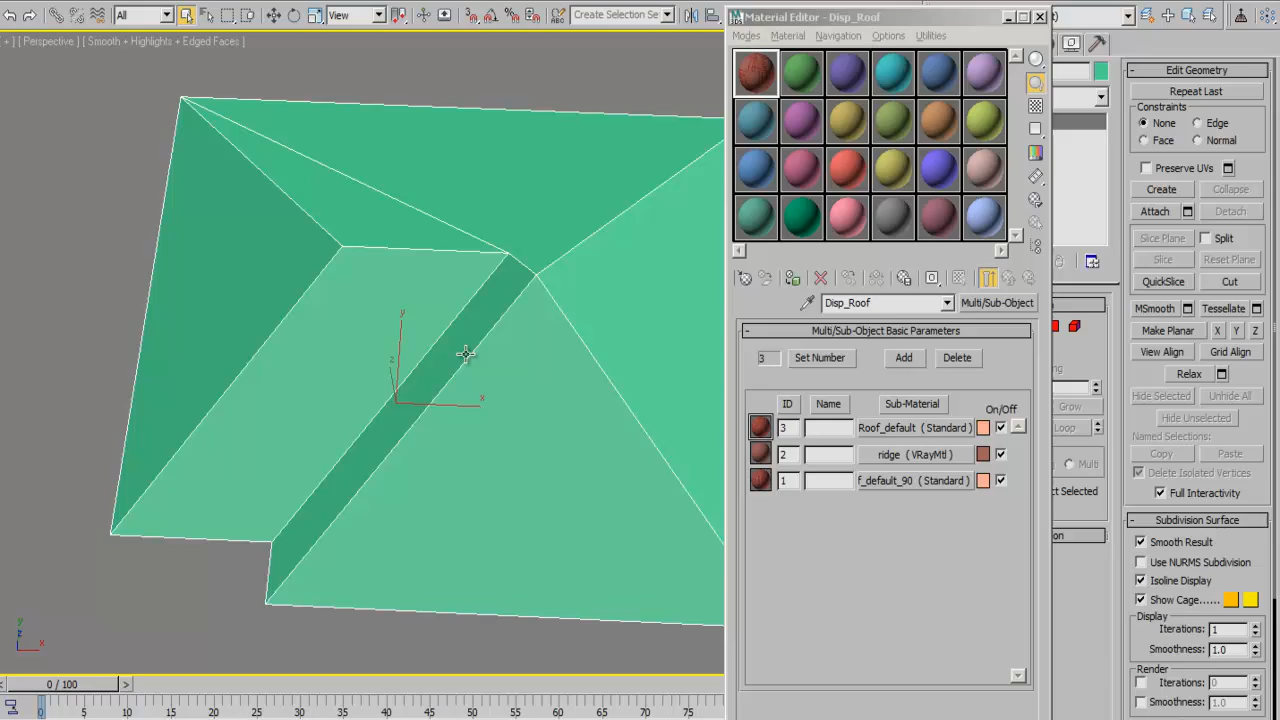 All
View
Create Selection Se
+ ] [ Perspective ] [ Smooth + Highlights + Edged Faces ]
Material Editor - Disp_Roof
Modes Material Navigation Options Utilities
Disp_Roof
Multi/Sub-Object
- Multi/Sub-Object Basic Parameters
3 Set Number Add Delete
ID Name Sub-Material On/Off
3 Roof_default ( Standard )
2 ridge ( VRayMtl )
1 f_default_90 ( Standard )
- Edit Geometry
Repeat Last
Constraints
None Edge
Face Normal
Preserve UVs
Create Collapse
Attach Detach
Slice Plane Split
Slice Reset Plane
QuickSlice Cut
MSmooth Tessellate
Make Planar X Y Z
View Align Grid Align
Relax
Hide Selected Unhide All
Hide Unselected
Named Selections:
Copy Paste
Delete Isolated Vertices
Full Interactivity
Grow
Loop
Multi
ct Selected
- Subdivision Surface
Smooth Result
Use NURMS Subdivision
Isoline Display
Show Cage......
Display
Iterations: 1
Smoothness: 1.0
Render
Iterations: 0
Smoothness: 1.0
y
z
x
y
z
x
< 0 / 100 >
0 5 10 15 20 25 30 35 40 45 50 55 60 65 70 75